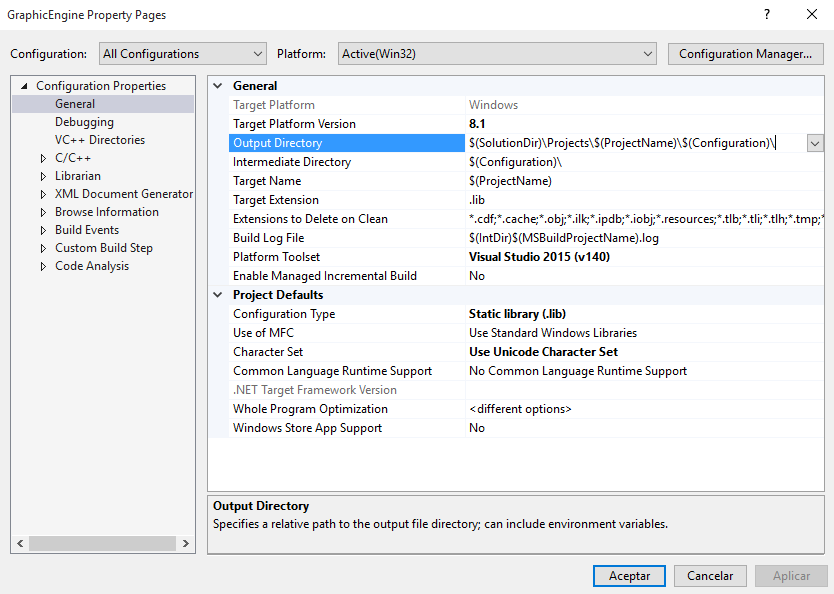 GraphicEngine Property Pages
Configuration: All Configurations Platform: Active(Win32) Configuration Manager...
Configuration Properties
General
Debugging
VC++ Directories
C/C++
Librarian
XML Document Generator
Browse Information
Build Events
Custom Build Step
Code Analysis
General
Target Platform Windows
Target Platform Version 8.1
Output Directory $(SolutionDir)\Projects\$(ProjectName)\$(Configuration)\
Intermediate Directory $(Configuration)\
Target Name $(ProjectName)
Target Extension .lib
Extensions to Delete on Clean *.cdf;*.cache;*.obj;*.ilk;*.ipdb;*.iobj;*.resources;*.tlb;*.tli;*.tlh;*.tmp;*
Build Log File $(IntDir)$(MSBuildProjectName).log
Platform Toolset Visual Studio 2015 (v140)
Enable Managed Incremental Build No
Project Defaults
Configuration Type Static library (.lib)
Use of MFC Use Standard Windows Libraries
Character Set Use Unicode Character Set
Common Language Runtime Support No Common Language Runtime Support
.NET Target Framework Version
Whole Program Optimization <different options>
Windows Store App Support No
Output Directory
Specifies a relative path to the output file directory; can include environment variables.
Aceptar Cancelar Aplicar